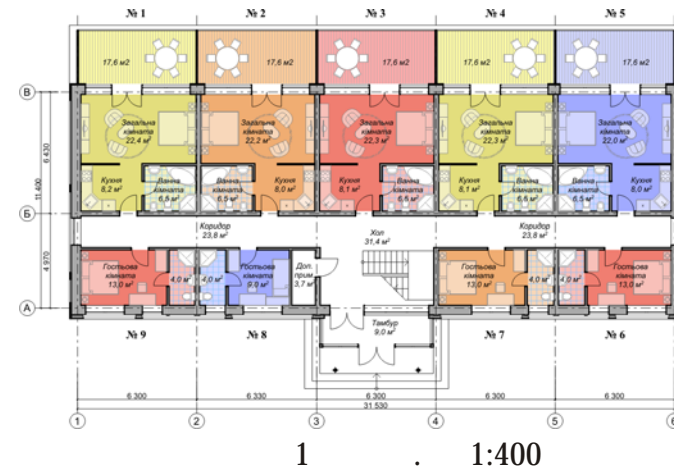 № 1 № 2 № 3 № 4 № 5
17,6 м2 17,6 м2 17,6 м2 17,6 м2 17,6 м2
В
Загальна кімната 22,4 м² Загальна кімната 22,2 м² Загальна кімната 22,3 м² Загальна кімната 22,3 м² Загальна кімната 22,0 м²
6.430
11.400
Кухня 8,2 м² Ванна кімната 6,5 м² Ванна кімната 6,5 м² Кухня 8,0 м² Кухня 8,1 м² Ванна кімната 6,6 м² Кухня 8,1 м² Ванна кімната 6,6 м² Ванна кімната 6,5 м² Кухня 8,0 м²
Б
Коридор 23,8 м² Хол 31,4 м² Коридор 23,8 м²
4.970
Гостьова кімната 13,0 м² 4,0 м² 4,0 м² Гостьова кімната 9,0 м² Доп. прим. 3,7 м² Гостьова кімната 13,0 м² 4,0 м² 4,0 м² Гостьова кімната 13,0 м²
А
Тамбур 9,0 м²
№ 9 № 8 № 7 № 6
6.300 6.330 6.300 6.300 6.300
31.530
1 2 3 4 5 6
1 . 1:400